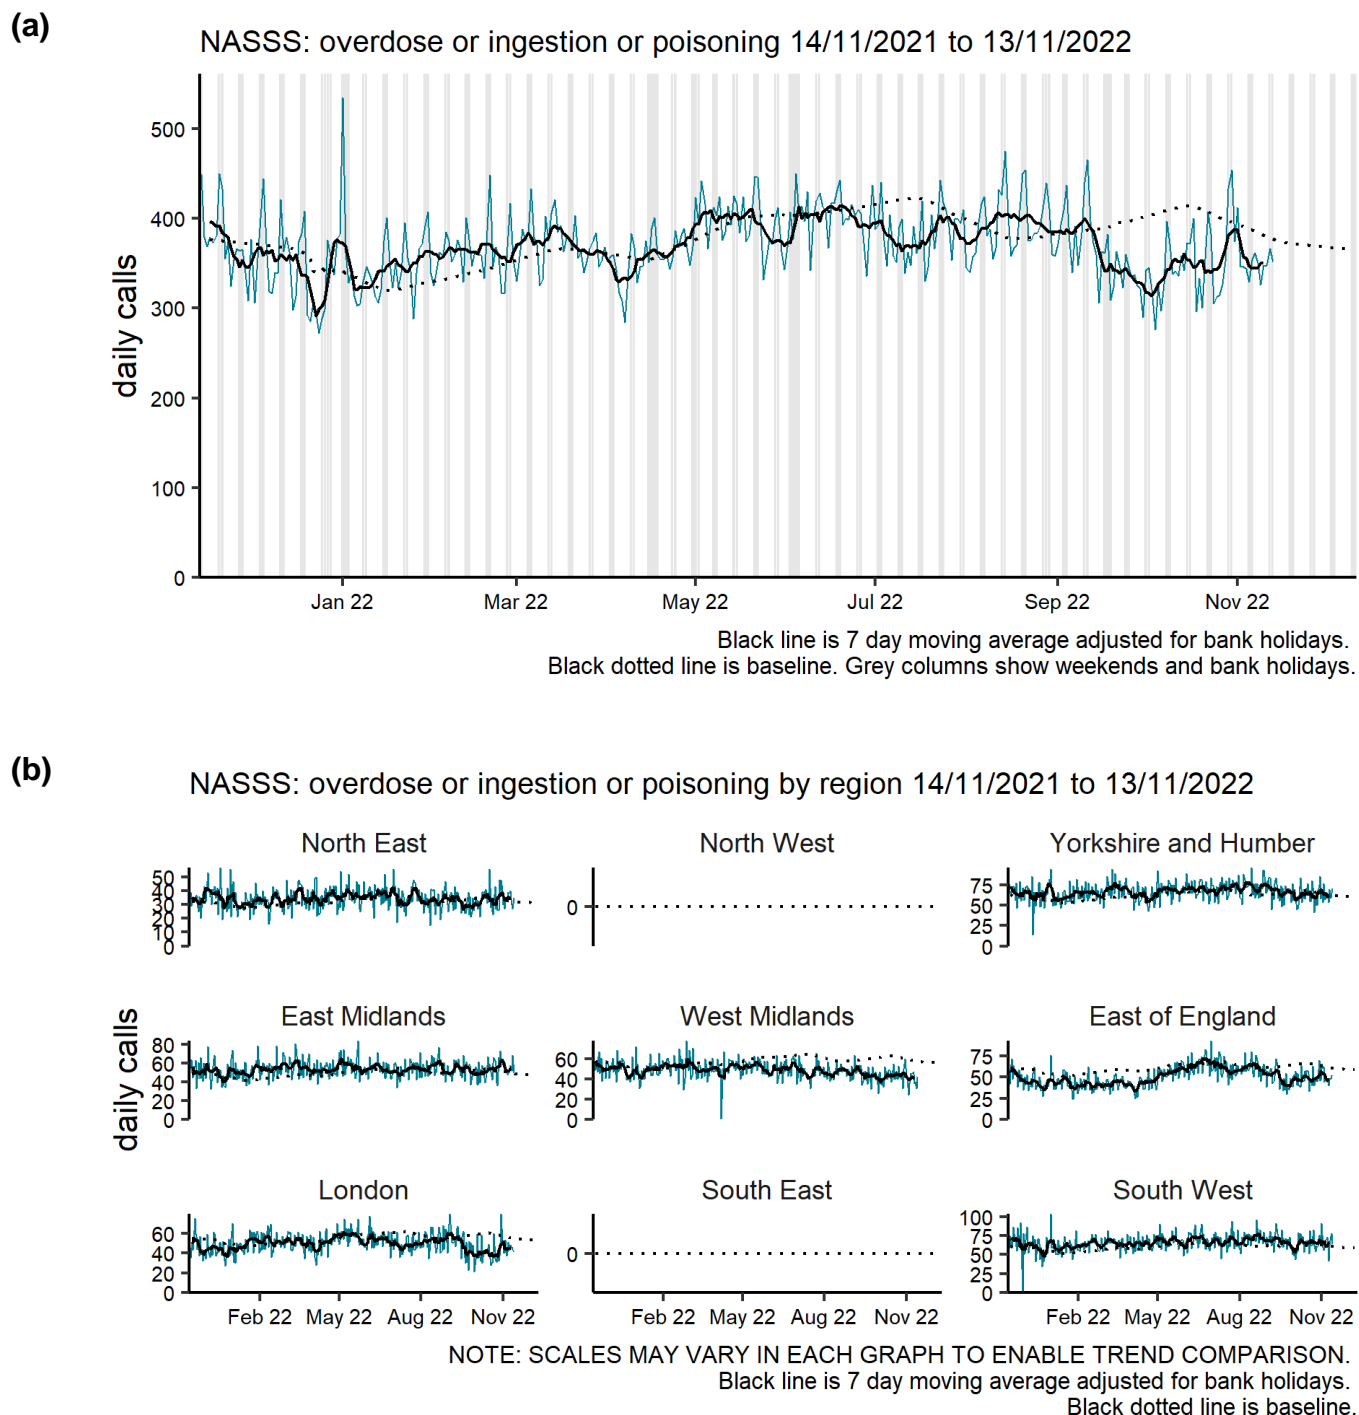 (a)
NASSS: overdose or ingestion or poisoning 14/11/2021 to 13/11/2022
daily calls
500
400
300
200
100
0
Jan 22 Mar 22 May 22 Jul 22 Sep 22 Nov 22
Black line is 7 day moving average adjusted for bank holidays.
Black dotted line is baseline. Grey columns show weekends and bank holidays.
(b)
NASSS: overdose or ingestion or poisoning by region 14/11/2021 to 13/11/2022
daily calls
North East
50
40
30
20
10
0
North West
0
Yorkshire and Humber
75
50
25
0
East Midlands
80
60
40
20
0
West Midlands
60
40
20
0
East of England
75
50
25
0
London
60
40
20
0
South East
0
South West
100
75
50
25
0
Feb 22 May 22 Aug 22 Nov 22
Feb 22 May 22 Aug 22 Nov 22
Feb 22 May 22 Aug 22 Nov 22
NOTE: SCALES MAY VARY IN EACH GRAPH TO ENABLE TREND COMPARISON.
Black line is 7 day moving average adjusted for bank holidays.
Black dotted line is baseline.